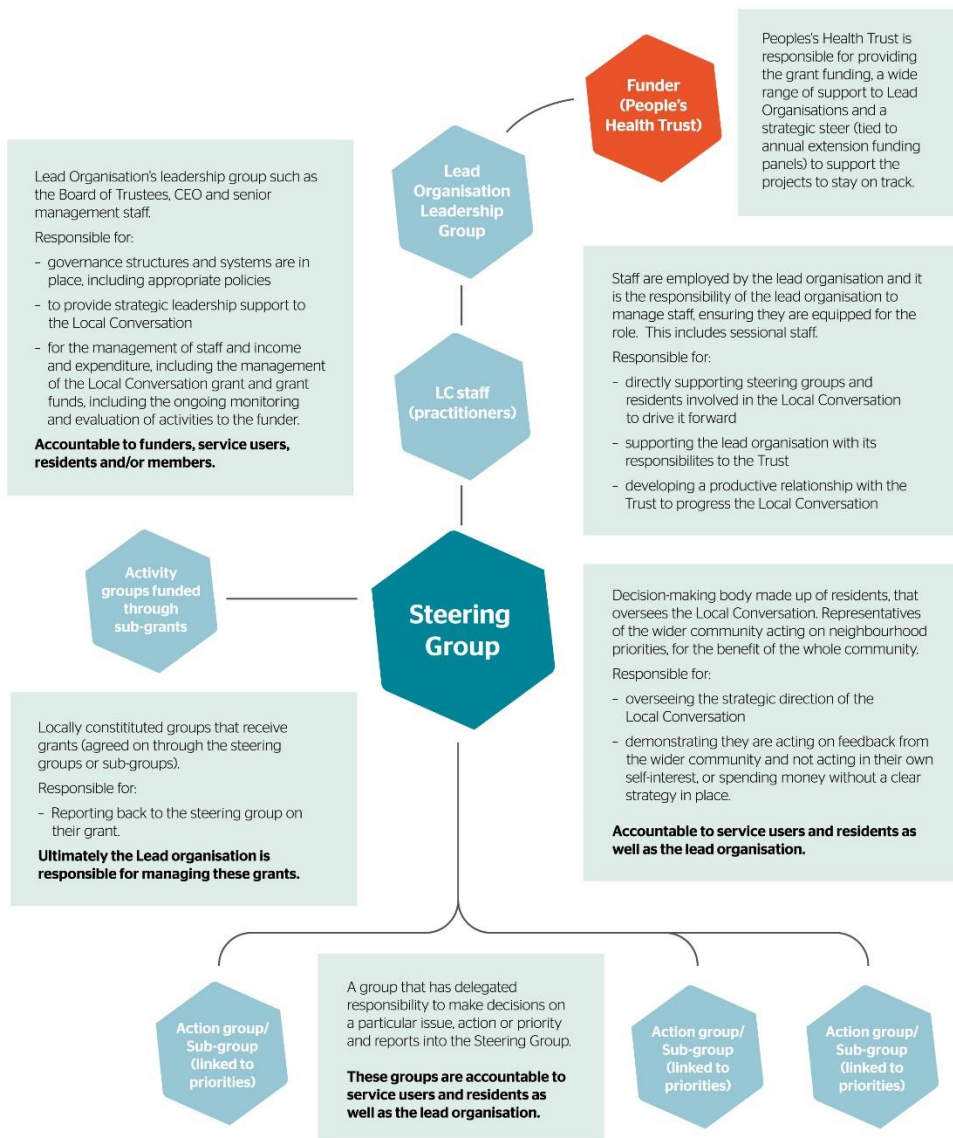 Funder
(People's
Health Trust)
Peoples's Health Trust is
responsible for providing
the grant funding, a wide
range of support to Lead
Organisations and a
strategic steer (tied to
annual extension funding
panels) to support the
projects to stay on track.
Lead
Organisation
Leadership
Group
Lead Organisation's leadership group such as
the Board of Trustees, CEO and senior
management staff.
Responsible for:
– governance structures and systems are in
place, including appropriate policies
– to provide strategic leadership support to
the Local Conversation
– for the management of staff and income
and expenditure, including the management
of the Local Conversation grant and grant
funds, including the ongoing monitoring
and evaluation of activities to the funder.
Accountable to funders, service users,
residents and/or members.
LC staff
(practitioners)
Staff are employed by the lead organisation and it
is the responsibility of the lead organisation to
manage staff, ensuring they are equipped for the
role. This includes sessional staff.
Responsible for:
– directly supporting steering groups and
residents involved in the Local Conversation
to drive it forward
– supporting the lead organisation with its
responsibilites to the Trust
– developing a productive relationship with the
Trust to progress the Local Conversation
Activity
groups funded
through
sub-grants
Steering
Group
Decision-making body made up of residents, that
oversees the Local Conversation. Representatives
of the wider community acting on neighbourhood
priorities, for the benefit of the whole community.
Responsible for:
– overseeing the strategic direction of the
Local Conversation
– demonstrating they are acting on feedback from
the wider community and not acting in their own
self-interest, or spending money without a clear
strategy in place.
Accountable to service users and residents as
well as the lead organisation.
Locally constitituted groups that receive
grants (agreed on through the steering
groups or sub-groups).
Responsible for:
– Reporting back to the steering group on
their grant.
Ultimately the Lead organisation is
responsible for managing these grants.
Action group/
Sub-group
(linked to
priorities)
A group that has delegated
responsibility to make decisions on
a particular issue, action or priority
and reports into the Steering Group.
These groups are accountable to
service users and residents as
well as the lead organisation.
Action group/
Sub-group
(linked to
priorities)
Action group/
Sub-group
(linked to
priorities)